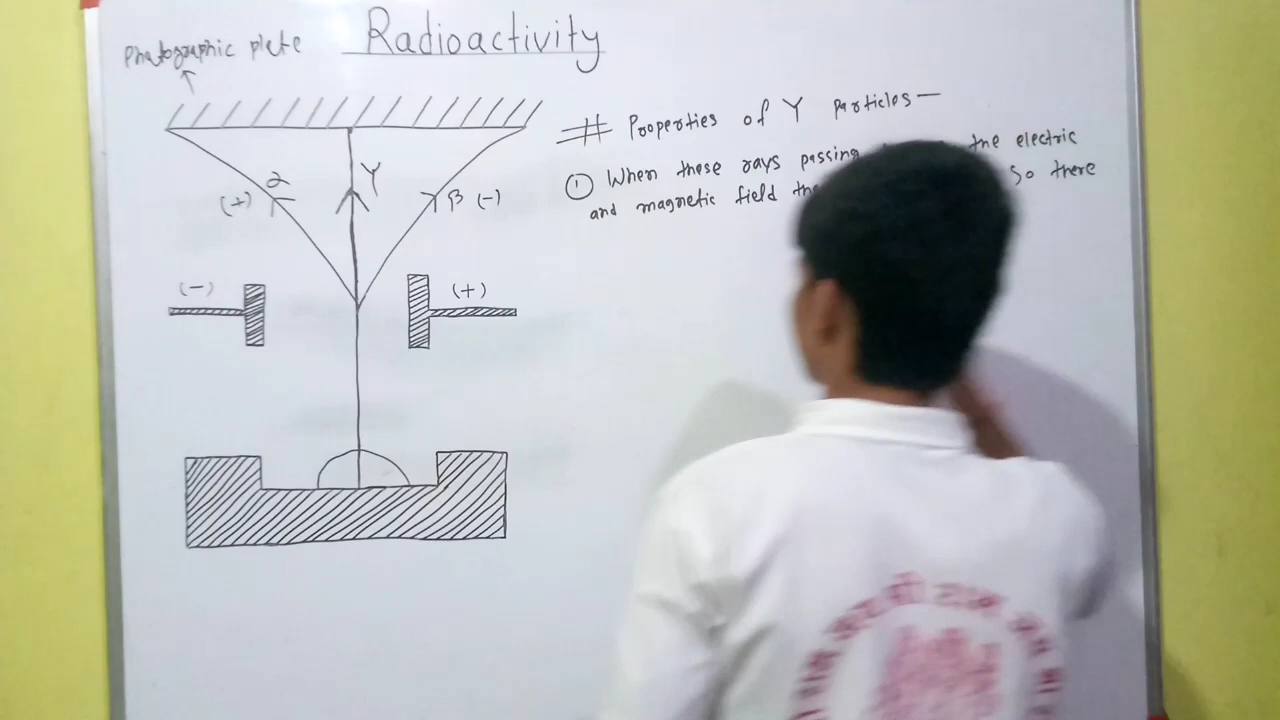 Radioactivity
Photographic plate
# Properties of γ Particles—
① When these rays passing the electric
and magnetic field So there
γ
α
(+)
β (-)
(-)
(+)